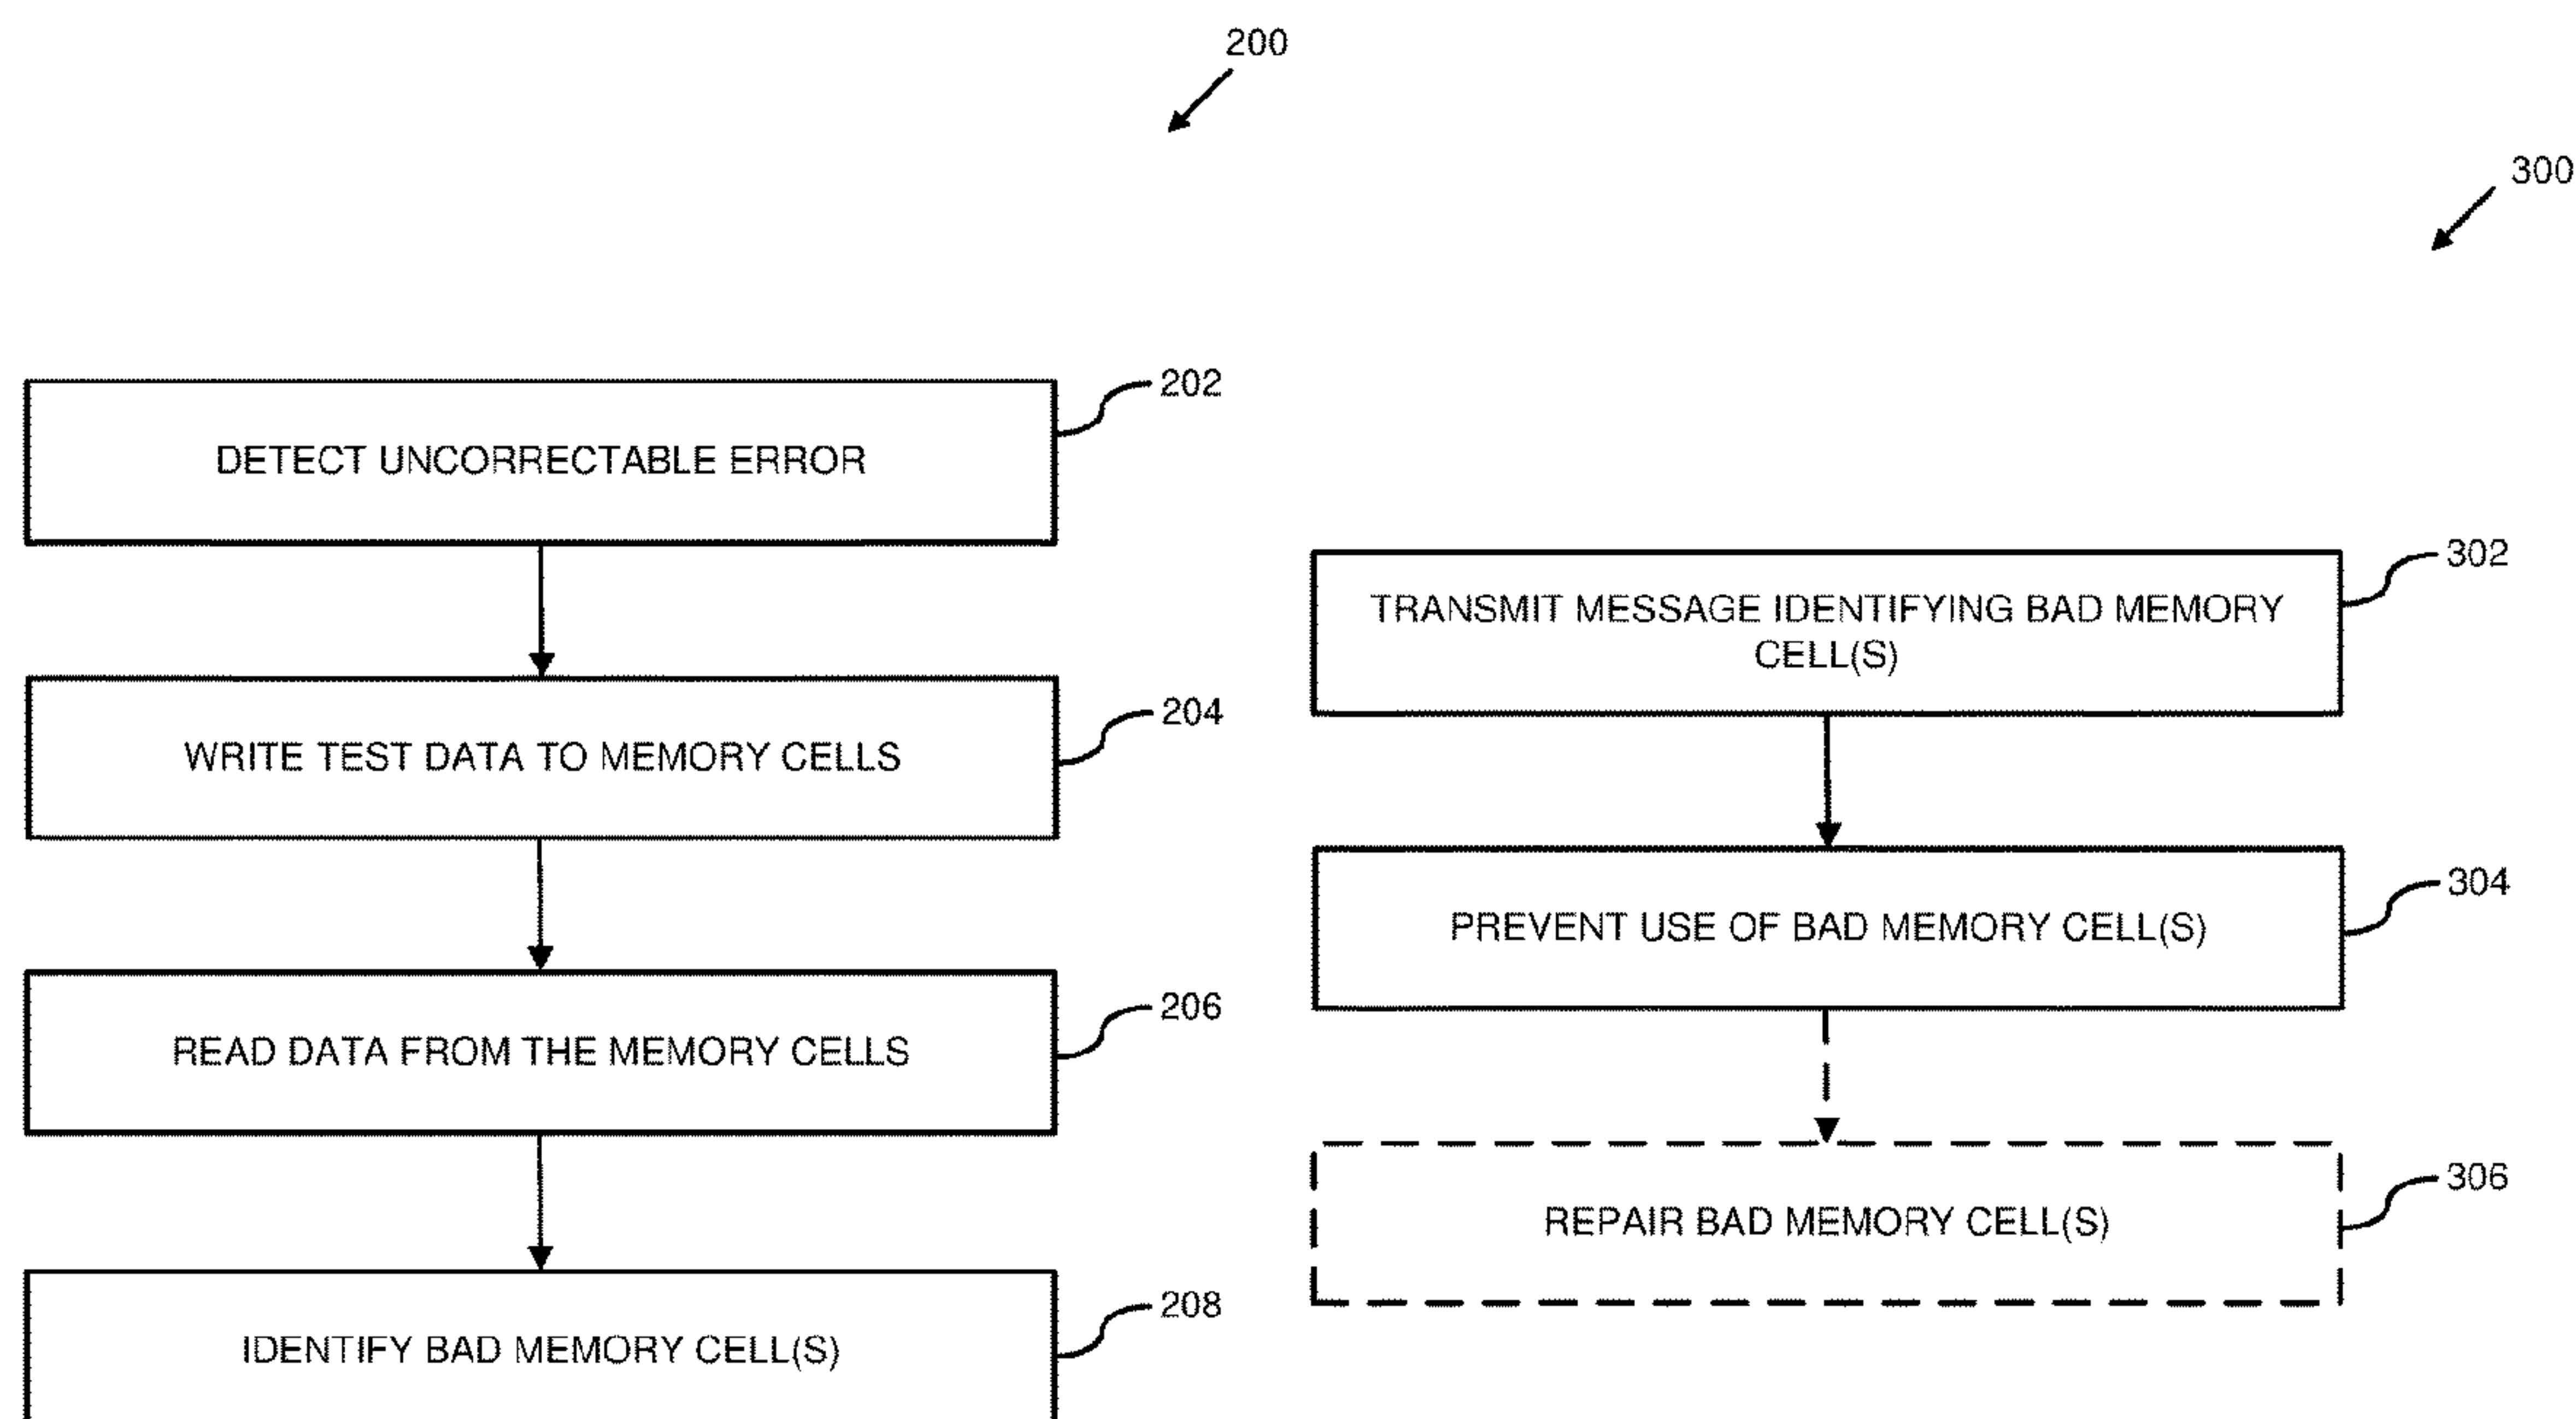 200
300
DETECT UNCORRECTABLE ERROR
202
WRITE TEST DATA TO MEMORY CELLS
204
READ DATA FROM THE MEMORY CELLS
206
IDENTIFY BAD MEMORY CELL(S)
208
TRANSMIT MESSAGE IDENTIFYING BAD MEMORY
CELL(S)
302
PREVENT USE OF BAD MEMORY CELL(S)
304
REPAIR BAD MEMORY CELL(S)
306